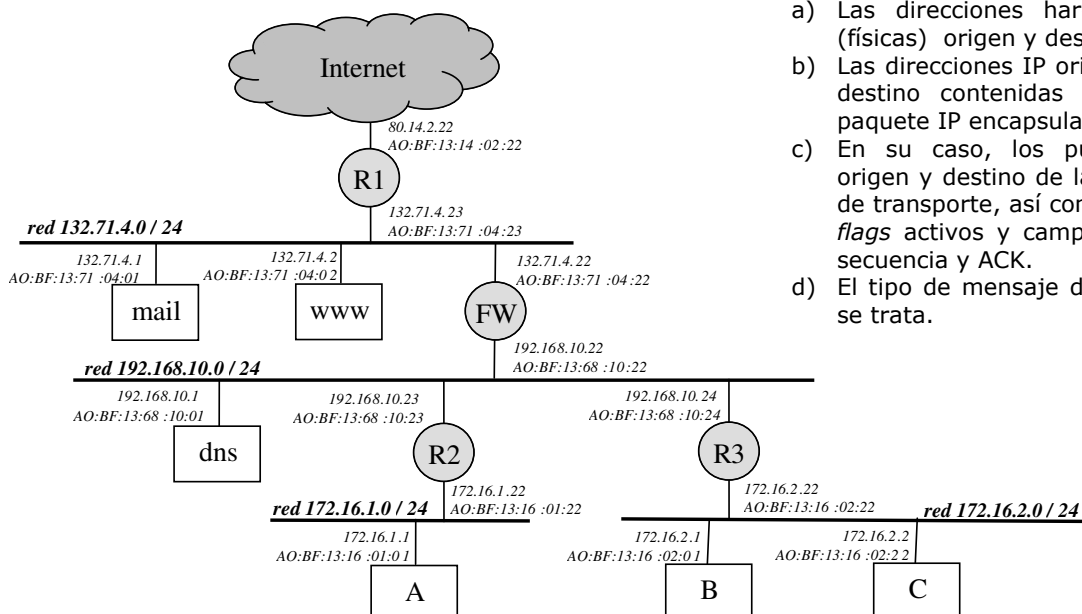 a) Las direcciones har
(físicas) origen y des
b) Las direcciones IP ori
destino contenidas
paquete IP encapsula
c) En su caso, los pu
origen y destino de la
de transporte, así con
flags activos y camp
secuencia y ACK.
d) El tipo de mensaje d
se trata.
Internet
80.14.2.22
AO:BF:13:14 :02:22
R1
132.71.4.23
AO:BF:13:71 :04:23
red 132.71.4.0 / 24
132.71.4.1
AO:BF:13:71 :04:01
mail
132.71.4.2
AO:BF:13:71 :04:0 2
www
132.71.4.22
AO:BF:13:71 :04:22
FW
192.168.10.22
AO:BF:13:68 :10:22
red 192.168.10.0 / 24
192.168.10.1
AO:BF:13:68 :10:01
dns
192.168.10.23
AO:BF:13:68 :10:23
R2
192.168.10.24
AO:BF:13:68 :10:24
R3
172.16.1.22
AO:BF:13:16 :01:22
red 172.16.1.0 / 24
172.16.2.22
AO:BF:13:16 :02:22
red 172.16.2.0 / 24
172.16.1.1
AO:BF:13:16 :01:0 1
A
172.16.2.1
AO:BF:13:16 :02:0 1
B
172.16.2.2
AO:BF:13:16 :02:2 2
C